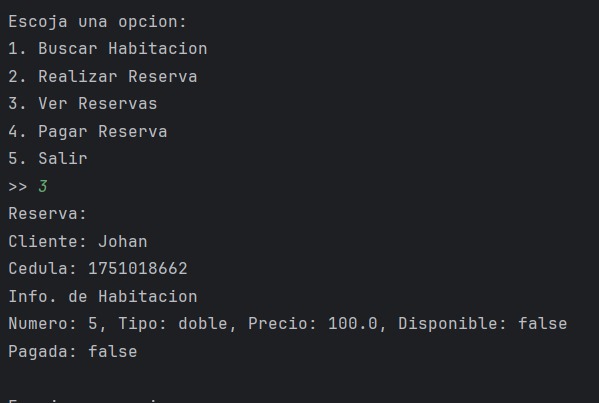 Escoja una opcion:
1. Buscar Habitacion
2. Realizar Reserva
3. Ver Reservas
4. Pagar Reserva
5. Salir
>> 3
Reserva:
Cliente: Johan
Cedula: 1751018662
Info. de Habitacion
Numero: 5, Tipo: doble, Precio: 100.0, Disponible: false
Pagada: false